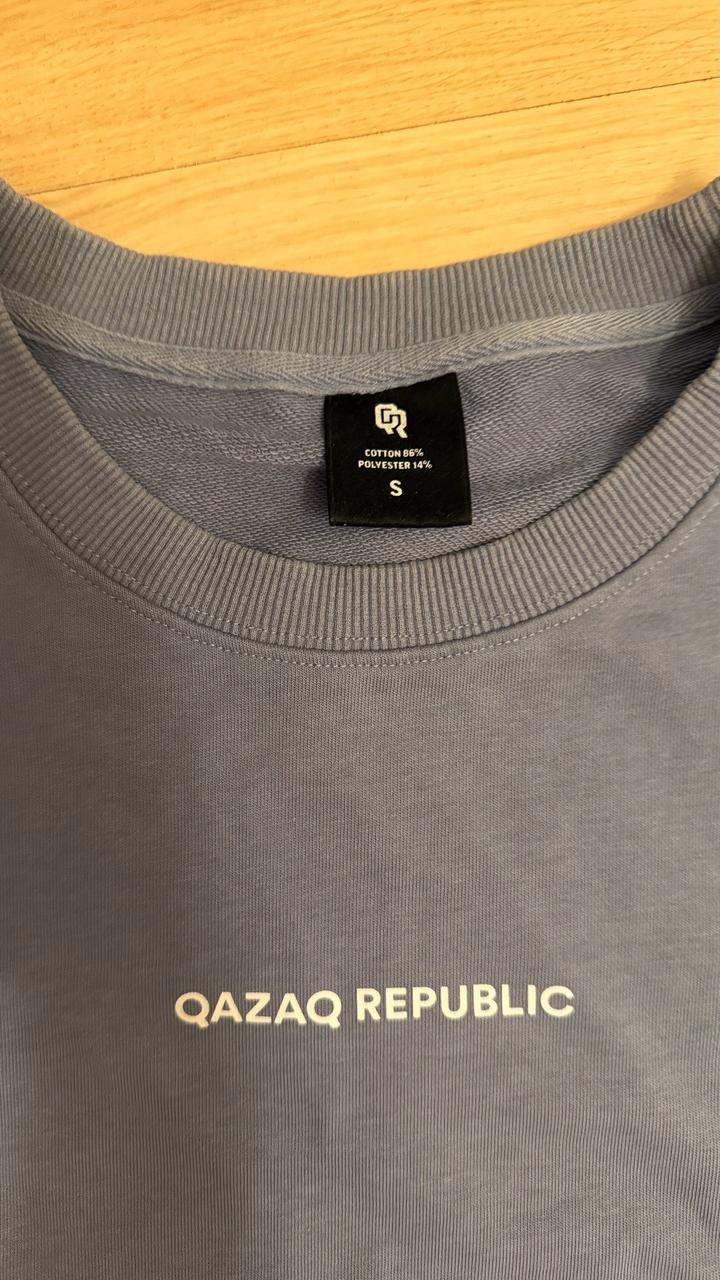 QR
COTTON 86%
POLYESTER 14%
S
QAZAQ REPUBLIC